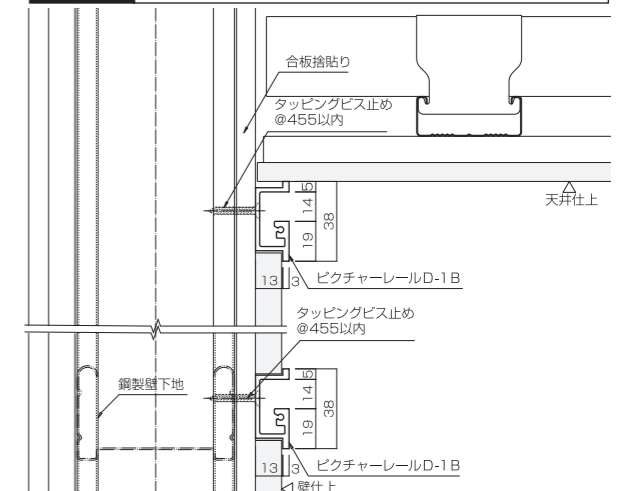 合板捨貼り
タッピングビス止め
@455以内
天井仕上
5
14
19
38
13
3
ピクチャーレールD-1B
タッピングビス止め
@455以内
鋼製壁下地
5
14
19
38
13
3
ピクチャーレールD-1B
壁仕上